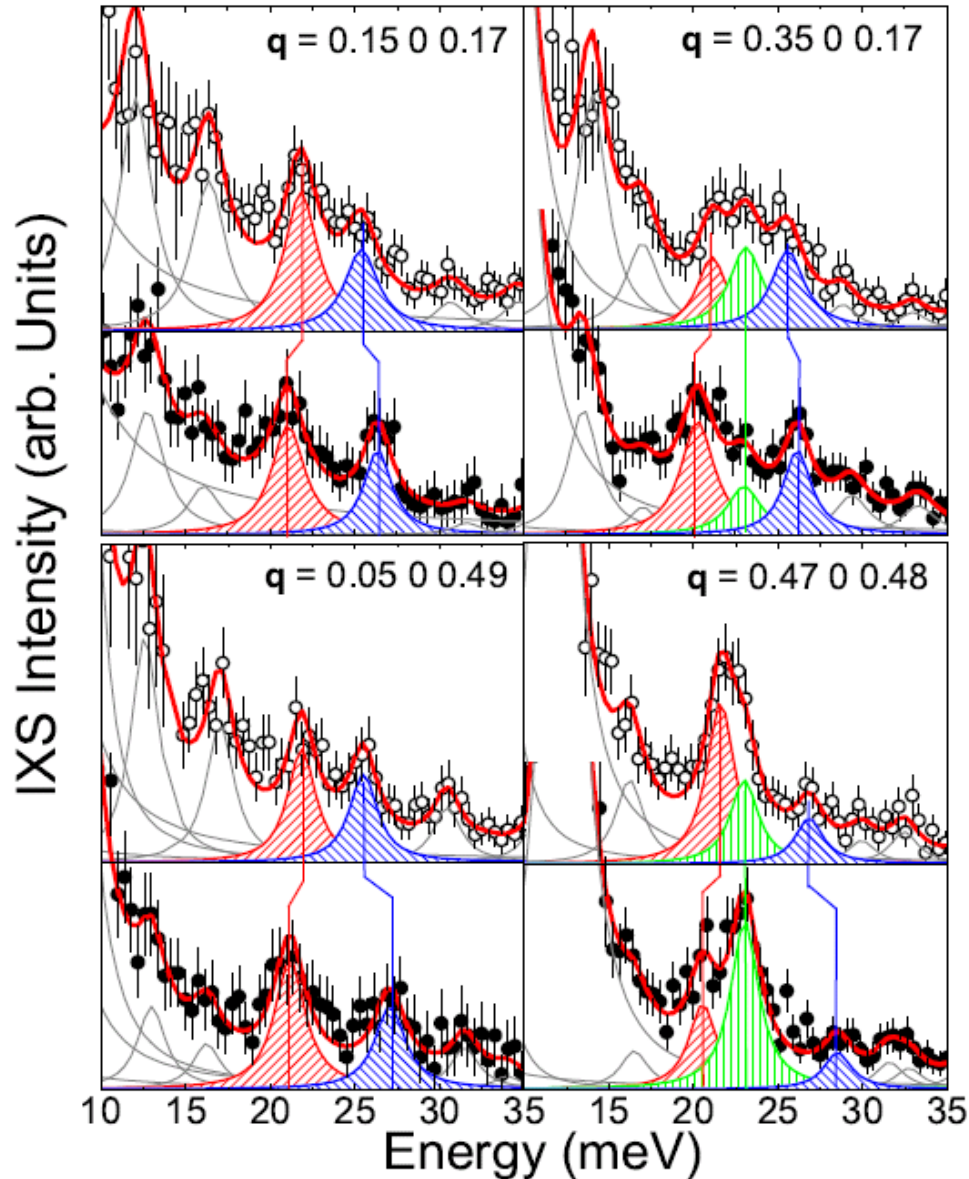 q = 0.15 0 0.17
q = 0.35 0 0.17
q = 0.05 0 0.49
q = 0.47 0 0.48
IXS Intensity (arb. Units)
10 15 20 25 30 35 15 20 25 30 35
Energy (meV)